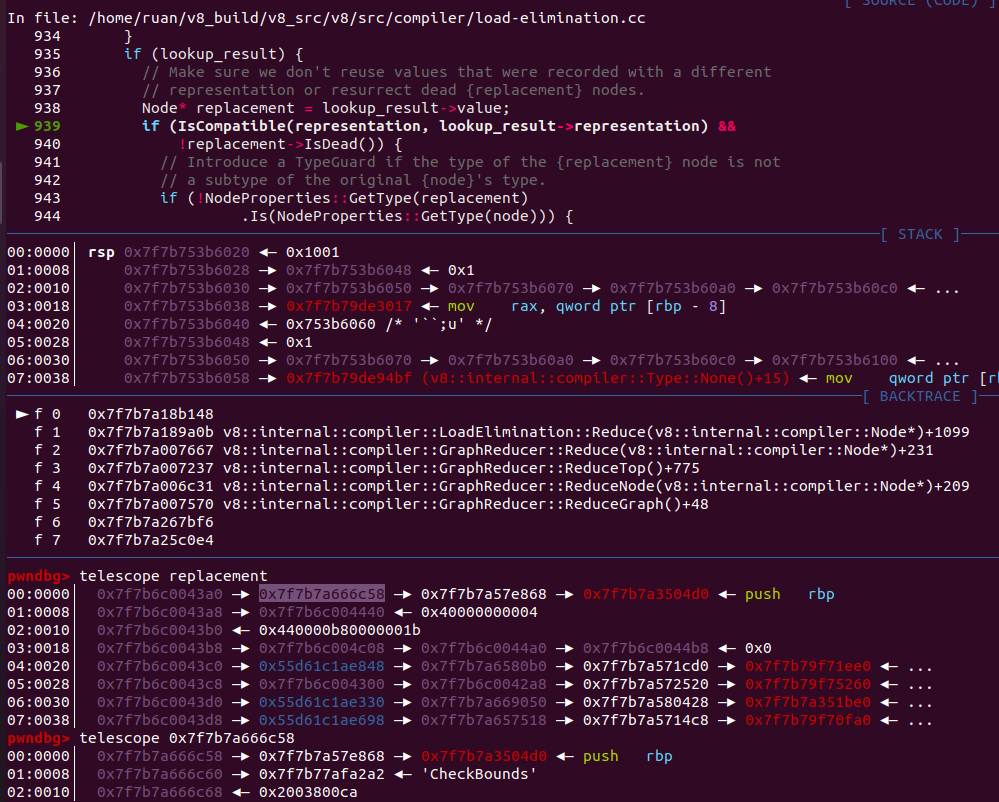 [ SOURCE (CODE) ]
In file: /home/ruan/v8_build/v8_src/v8/src/compiler/load-elimination.cc
934 }
935 if (lookup_result) {
936 // Make sure we don't reuse values that were recorded with a different
937 // representation or resurrect dead {replacement} nodes.
938 Node* replacement = lookup_result->value;
► 939 if (IsCompatible(representation, lookup_result->representation) &&
940 !replacement->IsDead()) {
941 // Introduce a TypeGuard if the type of the {replacement} node is not
942 // a subtype of the original {node}'s type.
943 if (!NodeProperties::GetType(replacement)
944 .Is(NodeProperties::GetType(node))) {
[ STACK ]
00:0000│ rsp 0x7f7b753b6020 ◂— 0x1001
01:0008│ 0x7f7b753b6028 —▸ 0x7f7b753b6048 ◂— 0x1
02:0010│ 0x7f7b753b6030 —▸ 0x7f7b753b6050 —▸ 0x7f7b753b6070 —▸ 0x7f7b753b60a0 —▸ 0x7f7b753b60c0 ◂— ...
03:0018│ 0x7f7b753b6038 —▸ 0x7f7b79de3017 ◂— mov rax, qword ptr [rbp - 8]
04:0020│ 0x7f7b753b6040 ◂— 0x753b6060 /* '``;u' */
05:0028│ 0x7f7b753b6048 ◂— 0x1
06:0030│ 0x7f7b753b6050 —▸ 0x7f7b753b6070 —▸ 0x7f7b753b60a0 —▸ 0x7f7b753b60c0 —▸ 0x7f7b753b6100 ◂— ...
07:0038│ 0x7f7b753b6058 —▸ 0x7f7b79de94bf (v8::internal::compiler::Type::None()+15) ◂— mov qword ptr [rb
[ BACKTRACE ]
► f 0 0x7f7b7a18b148
f 1 0x7f7b7a189a0b v8::internal::compiler::LoadElimination::Reduce(v8::internal::compiler::Node*)+1099
f 2 0x7f7b7a007667 v8::internal::compiler::GraphReducer::Reduce(v8::internal::compiler::Node*)+231
f 3 0x7f7b7a007237 v8::internal::compiler::GraphReducer::ReduceTop()+775
f 4 0x7f7b7a006c31 v8::internal::compiler::GraphReducer::ReduceNode(v8::internal::compiler::Node*)+209
f 5 0x7f7b7a007570 v8::internal::compiler::GraphReducer::ReduceGraph()+48
f 6 0x7f7b7a267bf6
f 7 0x7f7b7a25c0e4
pwndbg> telescope replacement
00:0000│ 0x7f7b6c0043a0 —▸ 0x7f7b7a666c58 —▸ 0x7f7b7a57e868 —▸ 0x7f7b7a3504d0 ◂— push rbp
01:0008│ 0x7f7b6c0043a8 —▸ 0x7f7b6c004440 ◂— 0x40000000004
02:0010│ 0x7f7b6c0043b0 ◂— 0x440000b80000001b
03:0018│ 0x7f7b6c0043b8 —▸ 0x7f7b6c004c08 —▸ 0x7f7b6c0044a0 —▸ 0x7f7b6c0044b8 ◂— 0x0
04:0020│ 0x7f7b6c0043c0 —▸ 0x55d61c1ae848 —▸ 0x7f7b7a6580b0 —▸ 0x7f7b7a571cd0 —▸ 0x7f7b79f71ee0 ◂— ...
05:0028│ 0x7f7b6c0043c8 —▸ 0x7f7b6c004300 —▸ 0x7f7b6c0042a8 —▸ 0x7f7b7a572520 —▸ 0x7f7b79f75260 ◂— ...
06:0030│ 0x7f7b6c0043d0 —▸ 0x55d61c1ae330 —▸ 0x7f7b7a669050 —▸ 0x7f7b7a580428 —▸ 0x7f7b7a351be0 ◂— ...
07:0038│ 0x7f7b6c0043d8 —▸ 0x55d61c1ae698 —▸ 0x7f7b7a657518 —▸ 0x7f7b7a5714c8 —▸ 0x7f7b79f70fa0 ◂— ...
pwndbg> telescope 0x7f7b7a666c58
00:0000│ 0x7f7b7a666c58 —▸ 0x7f7b7a57e868 —▸ 0x7f7b7a3504d0 ◂— push rbp
01:0008│ 0x7f7b7a666c60 —▸ 0x7f7b77afa2a2 ◂— 'CheckBounds'
02:0010│ 0x7f7b7a666c68 ◂— 0x2003800ca